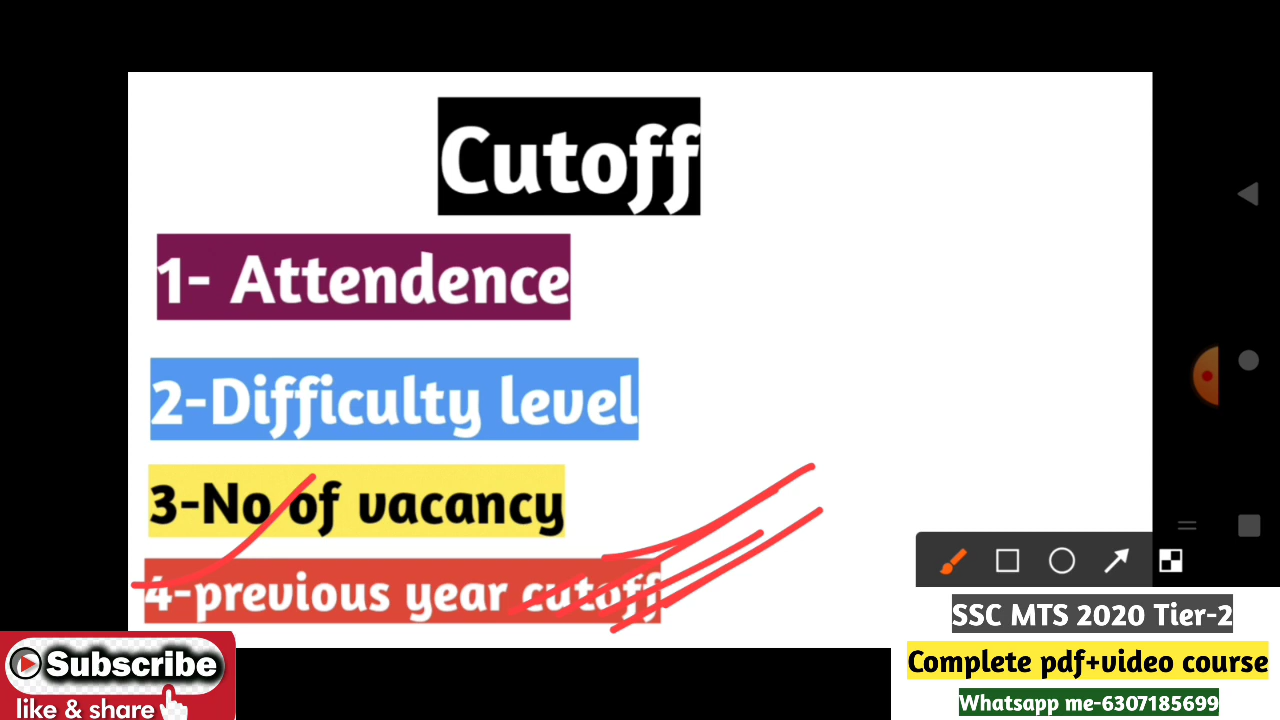 Cutoff
1- Attendence
2-Difficulty level
3-No of vacancy
4-previous year cutoff
SSC MTS 2020 Tier-2
Complete pdf+video course
Whatsapp me-6307185699
Subscribe
like & share